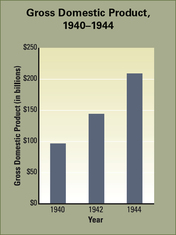 Gross Domestic Product,
1940–1944
Gross Domestic Product (in billions)
$250
$200
$150
$100
$50
$0
1940 1942 1944
Year